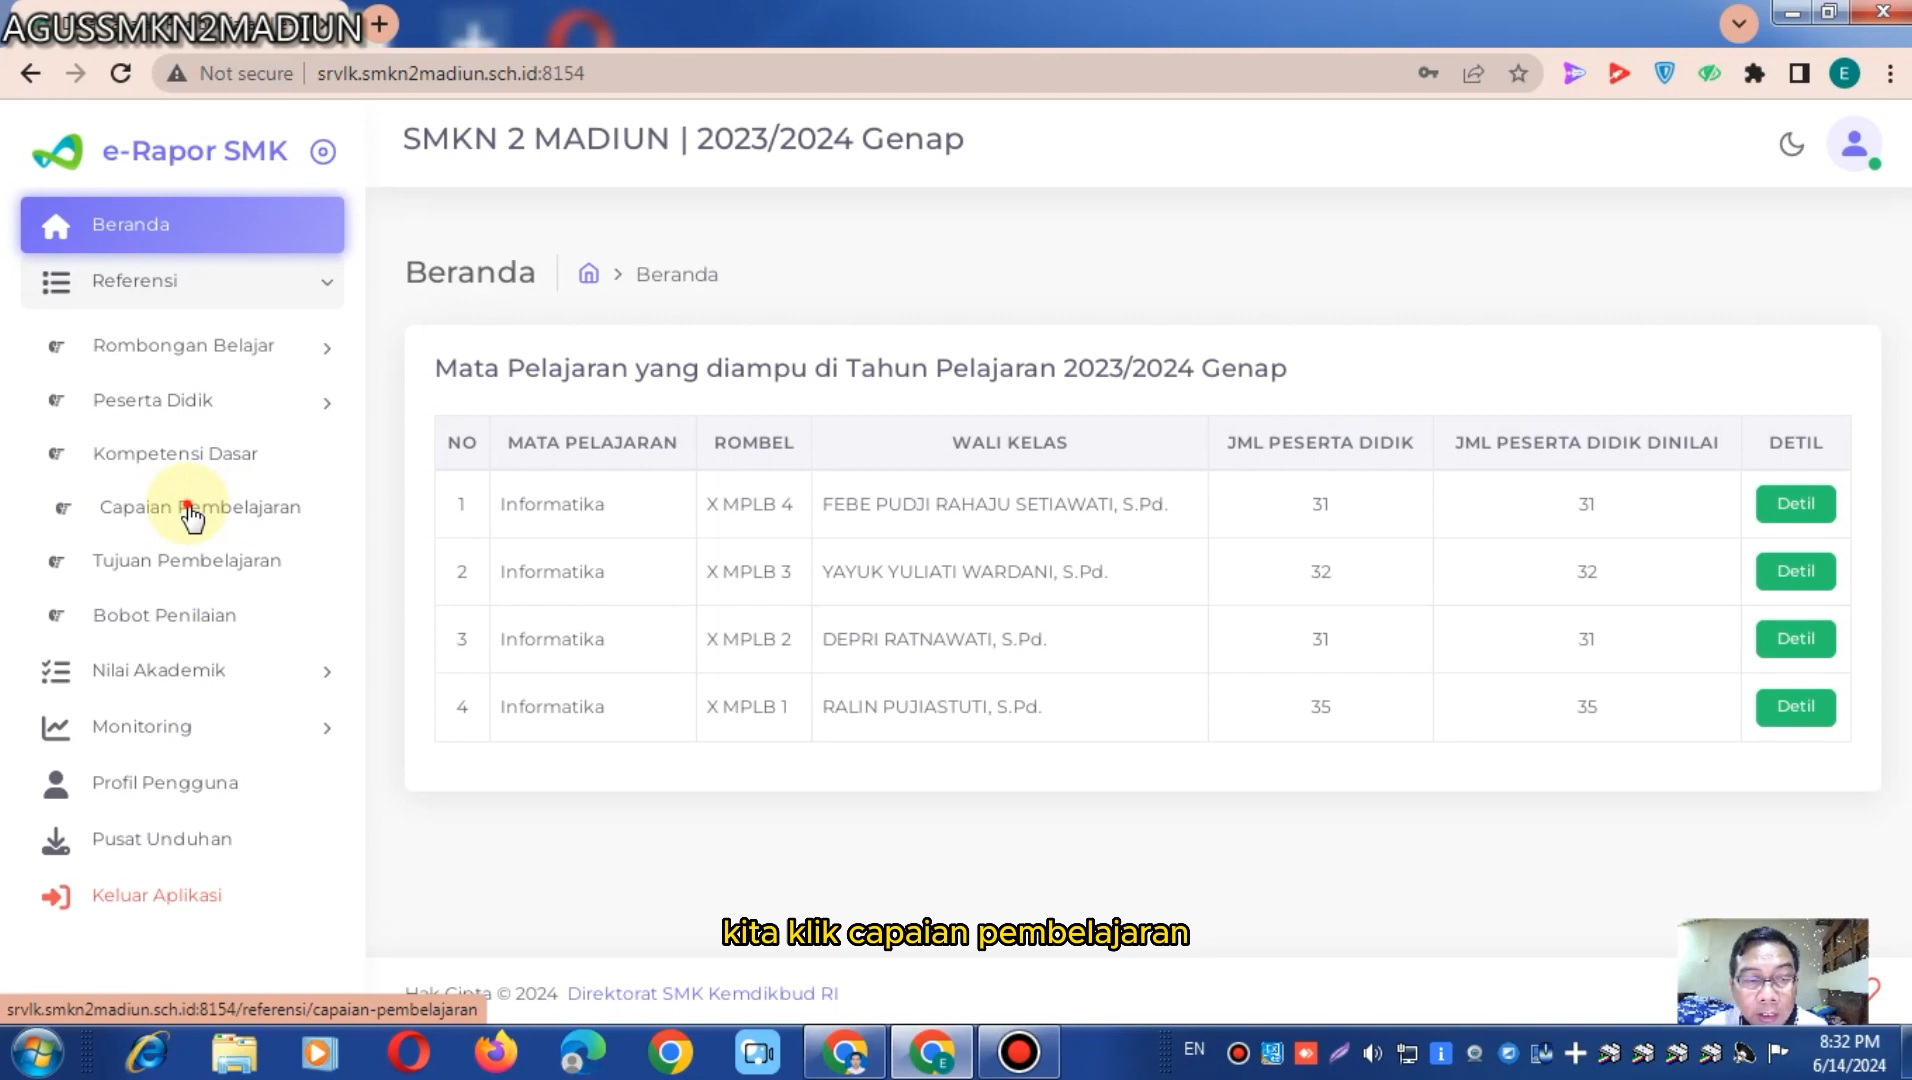 AGUSSMKN2MADIUN
Not secure
srvlk.smkn2madiun.sch.id:8154
E
e-Rapor SMK
SMKN 2 MADIUN | 2023/2024 Genap
Beranda
Referensi
Rombongan Belajar
Peserta Didik
Kompetensi Dasar
Capaian Pembelajaran
Tujuan Pembelajaran
Bobot Penilaian
Nilai Akademik
Monitoring
Profil Pengguna
Pusat Unduhan
Keluar Aplikasi
Beranda
Beranda
Mata Pelajaran yang diampu di Tahun Pelajaran 2023/2024 Genap
NO MATA PELAJARAN ROMBEL WALI KELAS JML PESERTA DIDIK JML PESERTA DIDIK DINILAI DETIL
1 Informatika X MPLB 4 FEBE PUDJI RAHAJU SETIAWATI, S.Pd. 31 31 Detil
2 Informatika X MPLB 3 YAYUK YULIATI WARDANI, S.Pd. 32 32 Detil
3 Informatika X MPLB 2 DEPRI RATNAWATI, S.Pd. 31 31 Detil
4 Informatika X MPLB 1 RALIN PUJIASTUTI, S.Pd. 35 35 Detil
kita klik capaian pembelajaran
Hak Cipta © 2024 Direktorat SMK Kemdikbud RI
srvlk.smkn2madiun.sch.id:8154/referensi/capaian-pembelajaran
EN
8:32 PM
6/14/2024